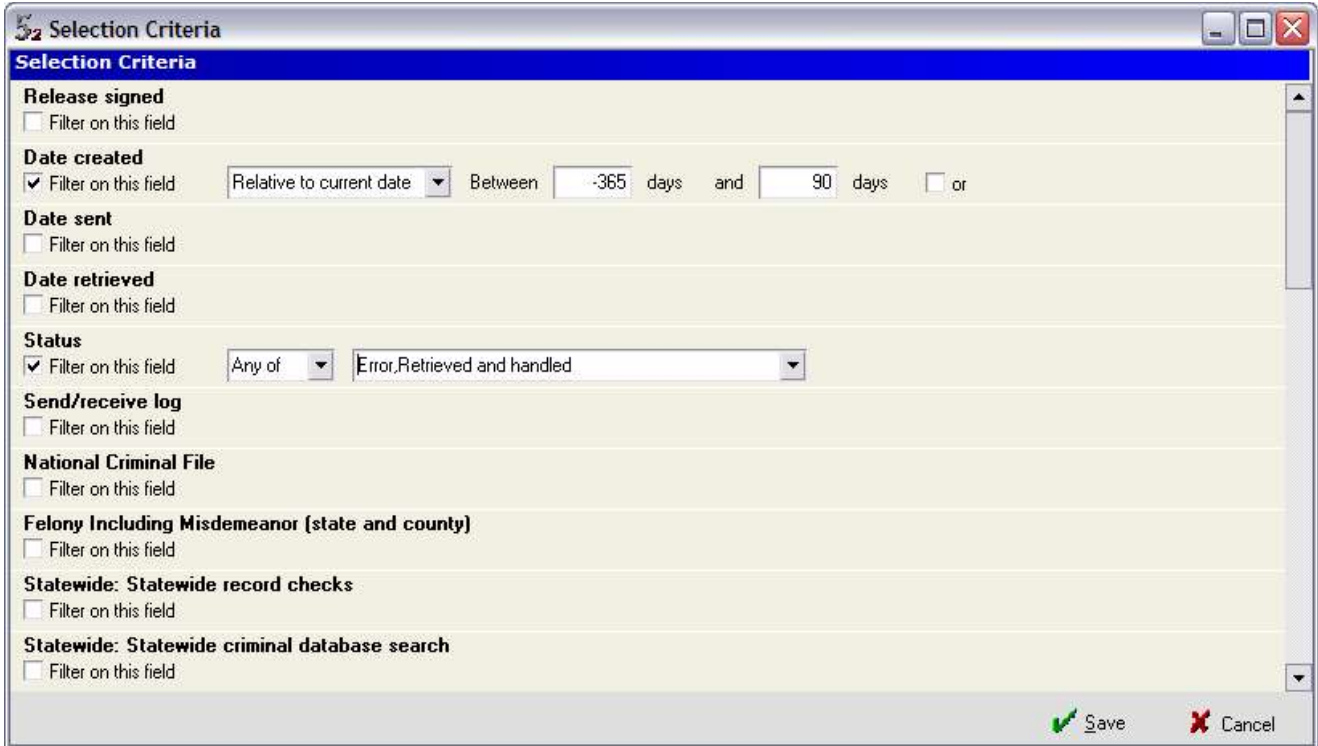 52 Selection Criteria
Selection Criteria
Release signed
Filter on this field
Date created
Filter on this field Relative to current date Between -365 days and 90 days or
Date sent
Filter on this field
Date retrieved
Filter on this field
Status
Filter on this field Any of Error,Retrieved and handled
Send/receive log
Filter on this field
National Criminal File
Filter on this field
Felony Including Misdemeanor (state and county)
Filter on this field
Statewide: Statewide record checks
Filter on this field
Statewide: Statewide criminal database search
Filter on this field
Save Cancel